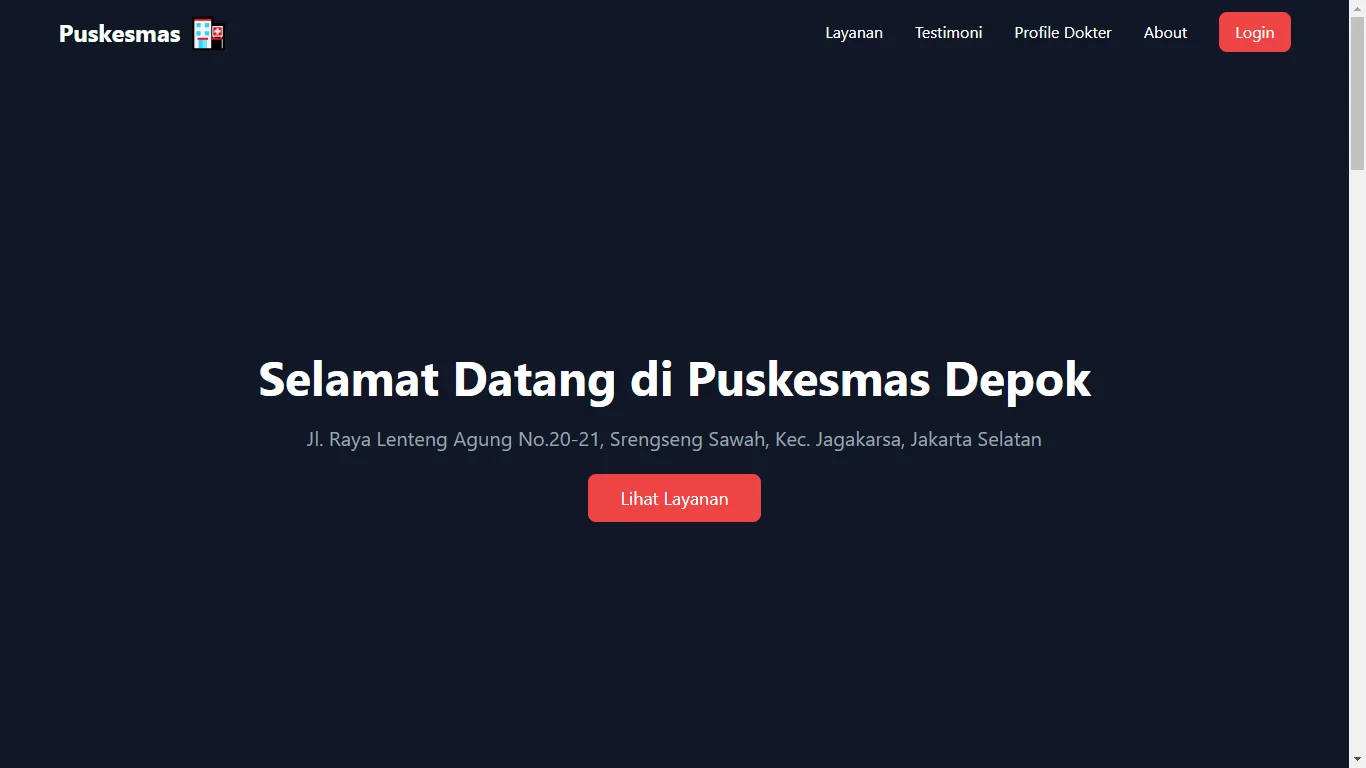 Puskesmas
Layanan Testimoni Profile Dokter About Login
Selamat Datang di Puskesmas Depok
Jl. Raya Lenteng Agung No.20-21, Srengseng Sawah, Kec. Jagakarsa, Jakarta Selatan
Lihat Layanan